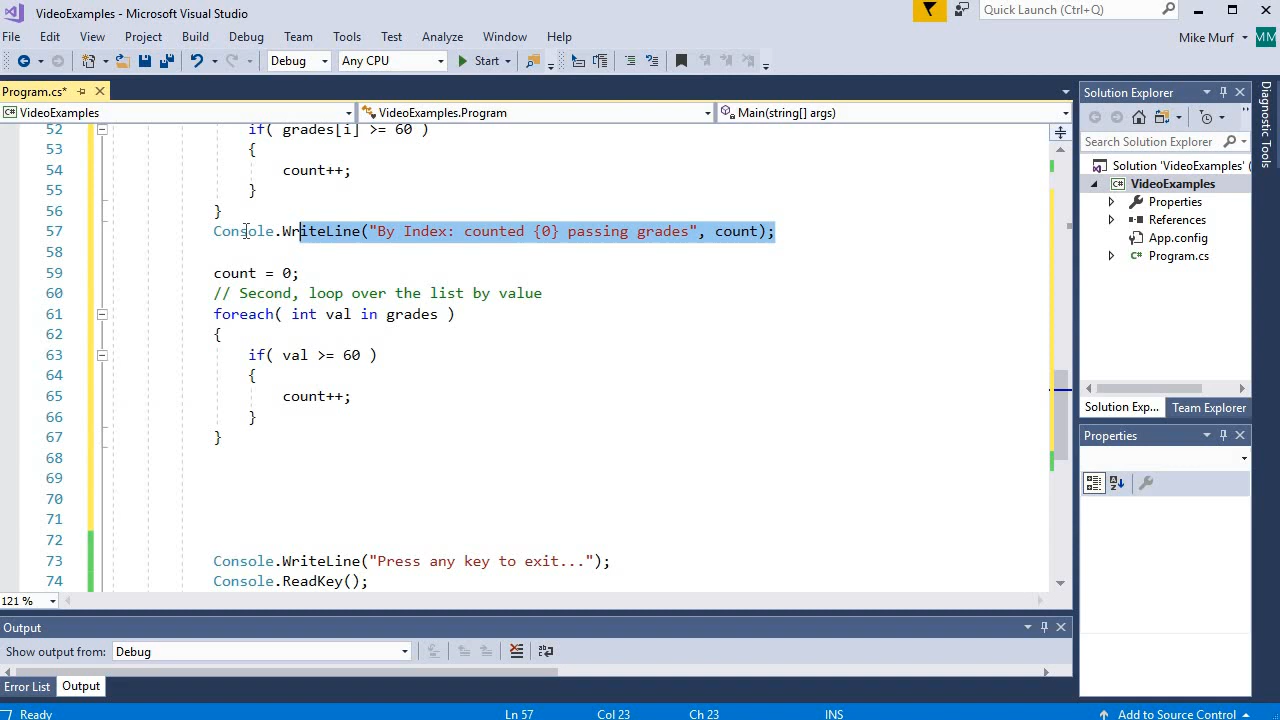 VideoExamples - Microsoft Visual Studio
Quick Launch (Ctrl+Q)
File Edit View Project Build Debug Team Tools Test Analyze Window Help
Mike Murf
MM
Debug Any CPU Start
Program.cs*
VideoExamples VideoExamples.Program Main(string[] args)
52 if( grades[i] >= 60 )
53 {
54 count++;
55 }
56 }
57 Console.WriteLine("By Index: counted {0} passing grades", count);
58
59 count = 0;
60 // Second, loop over the list by value
61 foreach( int val in grades )
62 {
63 if( val >= 60 )
64 {
65 count++;
66 }
67 }
68
69
70
71
72
73 Console.WriteLine("Press any key to exit...");
74 Console.ReadKey();
121 %
Solution Explorer
Search Solution Explorer
Solution 'VideoExamples' (
VideoExamples
Properties
References
App.config
Program.cs
Solution Exp... Team Explorer
Properties
Diagnostic Tools
Output
Show output from: Debug
Error List Output
Ready Ln 57 Col 23 Ch 23 INS Add to Source Control